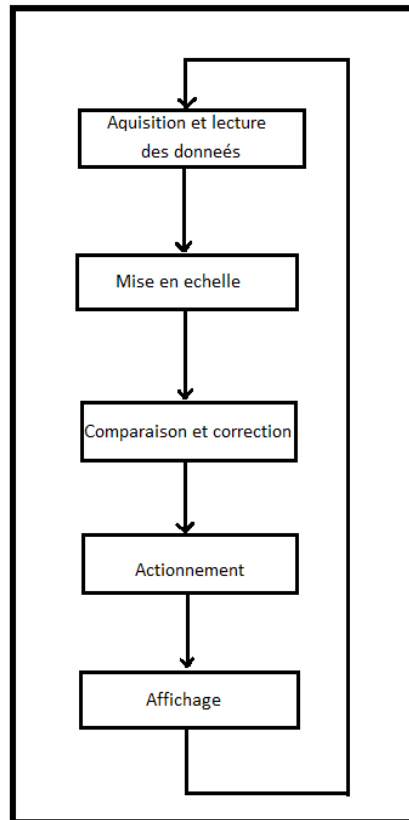 Aquisition et lecture
des donneés
Mise en echelle
Comparaison et correction
Actionnement
Affichage